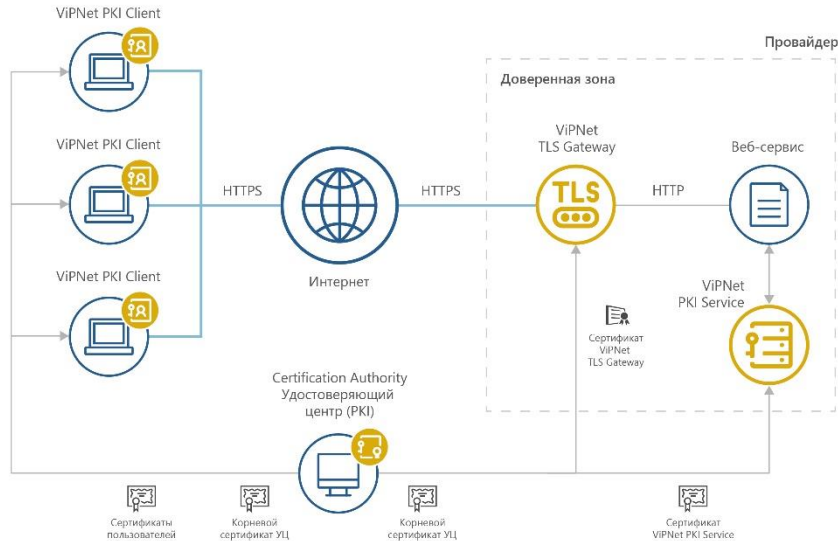 ViPNet PKI Client
Провайдер
Доверенная зона
ViPNet
TLS Gateway
Веб-сервис
ViPNet PKI Client
TLS
HTTPS
HTTPS
HTTP
ViPNet PKI Client
Интернет
ViPNet
PKI Service
Сертификат
ViPNet
TLS Gateway
Certification Authority
Удостоверяющий
центр (PKI)
Сертификаты
пользователей
Корневой
сертификат УЦ
Корневой
сертификат УЦ
Сертификат
ViPNet PKI Service